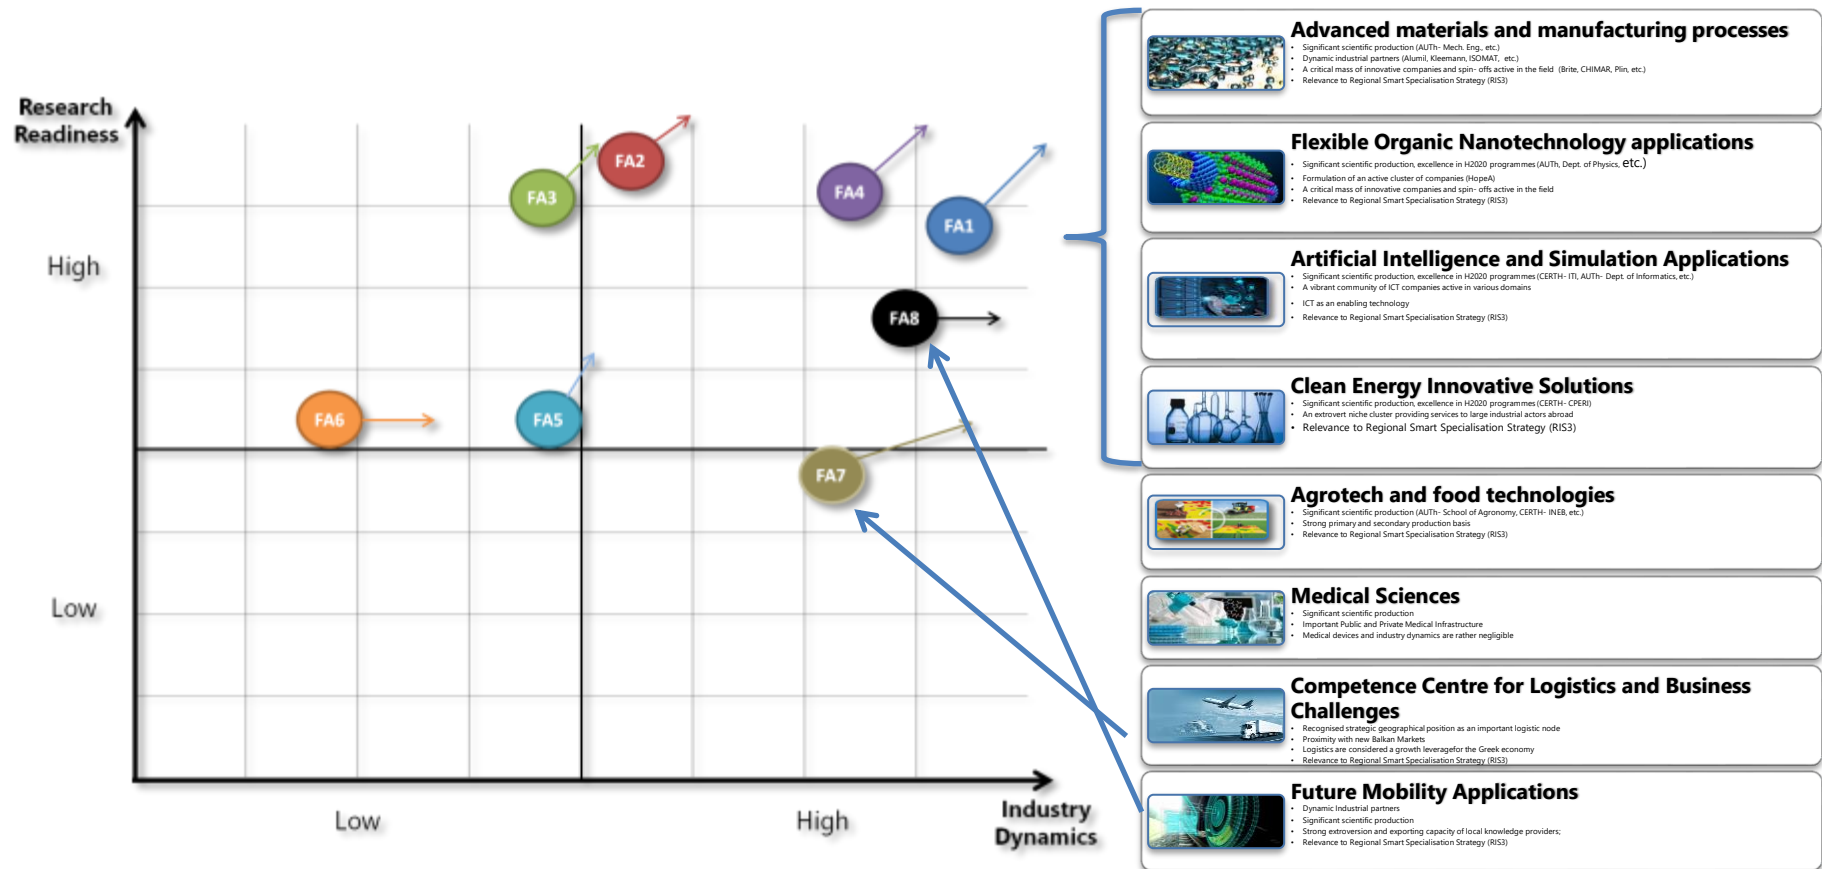 Research
Readiness
High
Low
FA3
FA2
FA4
FA1
FA8
FA6
FA5
FA7
Low
High
Industry
Dynamics
Advanced materials and manufacturing processes
• Significant scientific production (AUTh- Mech. Eng., etc.)
• Dynamic industrial partners (Alumil, Kleemann, ISOMAT, etc.)
• A critical mass of innovative companies and spin- offs active in the field (Brite, CHIMAR, Plin, etc.)
• Relevance to Regional Smart Specialisation Strategy (RIS3)
Flexible Organic Nanotechnology applications
• Significant scientific production, excellence in H2020 programmes (AUTh, Dept. of Physics, etc.)
• Formulation of an active cluster of companies (HopeA)
• A critical mass of innovative companies and spin- offs active in the field
• Relevance to Regional Smart Specialisation Strategy (RIS3)
Artificial Intelligence and Simulation Applications
• Significant scientific production, excellence in H2020 programmes (CERTH- ITI, AUTh- Dept. of Informatics, etc.)
• A vibrant community of ICT companies active in various domains
• ICT as an enabling technology
• Relevance to Regional Smart Specialisation Strategy (RIS3)
Clean Energy Innovative Solutions
• Significant scientific production, excellence in H2020 programmes (CERTH- CPERI)
• An extrovert niche cluster providing services to large industrial actors abroad
• Relevance to Regional Smart Specialisation Strategy (RIS3)
Agrotech and food technologies
• Significant scientific production (AUTh- School of Agronomy, CERTH- INEB, etc.)
• Strong primary and secondary production basis
• Relevance to Regional Smart Specialisation Strategy (RIS3)
Medical Sciences
• Significant scientific production
• Important Public and Private Medical Infrastructure
• Medical devices and industry dynamics are rather negligible
Competence Centre for Logistics and Business
Challenges
• Recognised strategic geographical position as an important logistic node
• Proximity with new Balkan Markets
• Logistics are considered a growth leveragefor the Greek economy
• Relevance to Regional Smart Specialisation Strategy (RIS3)
Future Mobility Applications
• Dynamic Industrial partners
• Significant scientific production
• Strong extroversion and exporting capacity of local knowledge providers;
• Relevance to Regional Smart Specialisation Strategy (RIS3)